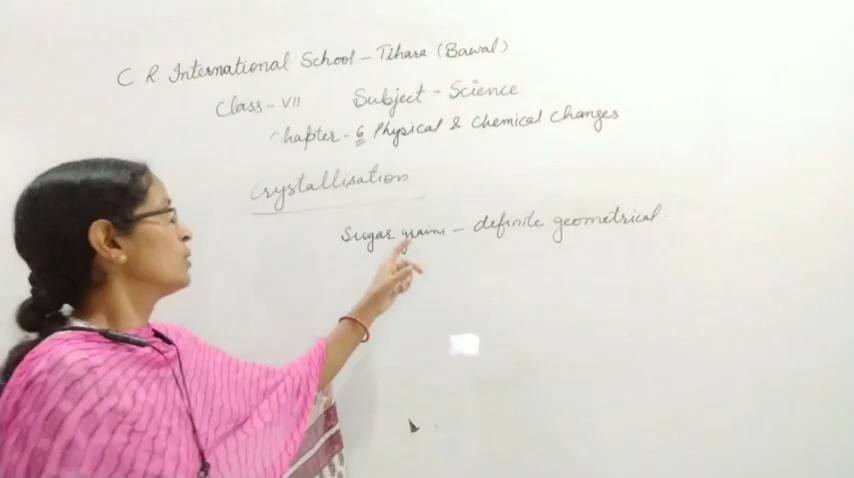 C R. International School - Tihara (Bawal)
Class - VII Subject - Science
Chapter - 6 Physical & Chemical Changes
Crystallisation
Sugar grains - definite geometrical.